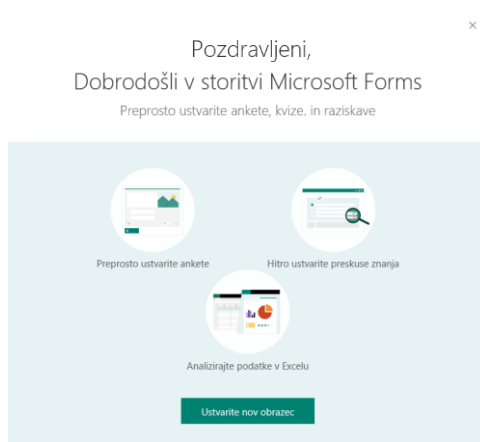 Pozdravljeni,
Dobrodošli v storitvi Microsoft Forms
Preprosto ustvarite ankete, kvize. in raziskave
Preprosto ustvarite ankete
Hitro ustvarite preskuse znanja
Analizirajte podatke v Excelu
Ustvarite nov obrazec